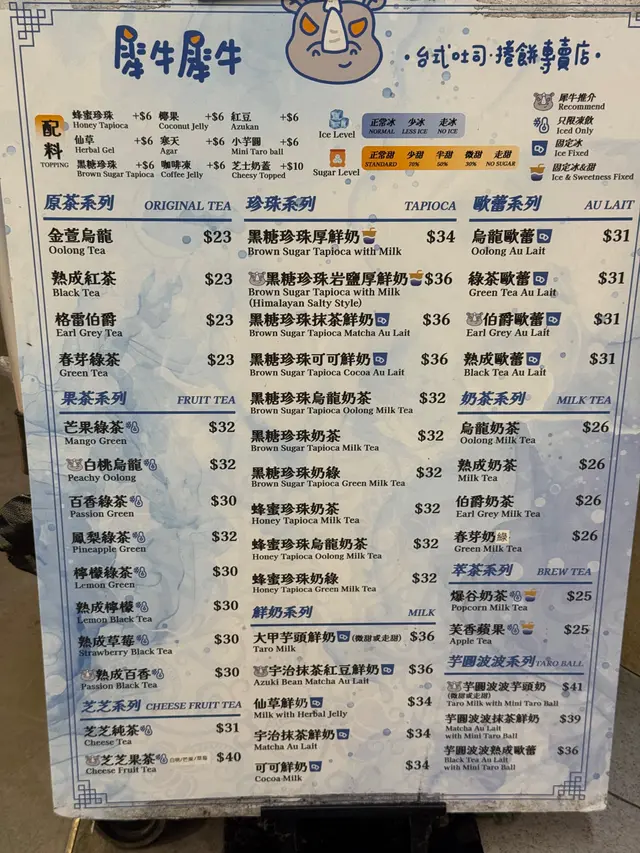 犀牛犀牛
·台式吐司·捲餅專賣店·
配料
TOPPING
蜂蜜珍珠 +$6 椰果 +$6 紅豆 +$6
Honey Tapioca Coconut Jelly Azukan
仙草 +$6 寒天 +$6 小芋圓 +$6
Herbal Gel Agar Mini Taro ball
黑糖珍珠 +$6 咖啡凍 +$6 芝士奶蓋 +$10
Brown Sugar Tapioca Coffee Jelly Cheesy Topped
Ice Level
正常冰 少冰 走冰
NORMAL LESS ICE NO ICE
Sugar Level
正常甜 少甜 半甜 微甜 走甜
STANDARD 70% 50% 30% NO SUGAR
犀牛推介
Recommend
只限凍飲
Iced Only
固定冰
Ice Fixed
固定冰&甜
Ice & Sweetness Fixed
原茶系列 ORIGINAL TEA
金萱烏龍 $23
Oolong Tea
熟成紅茶 $23
Black Tea
格雷伯爵 $23
Earl Grey Tea
春芽綠茶 $23
Green Tea
果茶系列 FRUIT TEA
芒果綠茶 $32
Mango Green
白桃烏龍 $32
Peachy Oolong
百香綠茶 $30
Passion Green
鳳梨綠茶 $32
Pineapple Green
檸檬綠茶 $30
Lemon Green
熟成檸檬 $30
Lemon Black Tea
熟成草莓 $30
Strawberry Black Tea
熟成百香 $30
Passion Black Tea
芝芝系列 CHEESE FRUIT TEA
芝芝純茶 $31
Cheese Tea
芝芝果茶 $40
Cheese Fruit Tea
珍珠系列 TAPIOCA
黑糖珍珠厚鮮奶 $34
Brown Sugar Tapioca with Milk
黑糖珍珠岩鹽厚鮮奶 $36
Brown Sugar Tapioca with Milk
(Himalayan Salty Style)
黑糖珍珠抹茶鮮奶 $36
Brown Sugar Tapioca Matcha Au Lait
黑糖珍珠可可鮮奶 $36
Brown Sugar Tapioca Cocoa Au Lait
黑糖珍珠烏龍奶茶 $32
Brown Sugar Tapioca Oolong Milk Tea
黑糖珍珠奶茶 $32
Brown Sugar Tapioca Milk Tea
黑糖珍珠奶綠 $32
Brown Sugar Tapioca Green Milk Tea
蜂蜜珍珠奶茶 $32
Honey Tapioca Milk Tea
蜂蜜珍珠烏龍奶茶 $32
Honey Tapioca Oolong Milk Tea
蜂蜜珍珠奶綠 $32
Honey Tapioca Green Milk Tea
鮮奶系列 MILK
大甲芋頭鮮奶 (微甜或走甜) $36
Taro Milk
宇治抹茶紅豆鮮奶 $36
Azuki Bean Matcha Au Lait
仙草鮮奶 $34
Milk with Herbal Jelly
宇治抹茶鮮奶 $34
Matcha Au Lait
可可鮮奶 $34
Cocoa Milk
歐蕾系列 AU LAIT
烏龍歐蕾 $31
Oolong Au Lait
綠茶歐蕾 $31
Green Tea Au Lait
伯爵歐蕾 $31
Earl Grey Au Lait
熟成歐蕾 $31
Black Tea Au Lait
奶茶系列 MILK TEA
烏龍奶茶 $26
Oolong Milk Tea
熟成奶茶 $26
Milk Tea
伯爵奶茶 $26
Earl Grey Milk Tea
春芽奶綠 $26
Green Milk Tea
萃茶系列 BREW TEA
爆谷奶茶 $25
Popcorn Milk Tea
芙香蘋果 $25
Apple Tea
芋圓波波系列 TARO BALL
芋圓波波芋頭奶 $41
(微甜或走甜)
Taro Milk with Mini Taro Ball
芋圓波波抹茶鮮奶 $39
Matcha Au Lait
with Mini Taro Ball
芋圓波波熟成歐蕾 $36
Black Tea Au Lait
with Mini Taro Ball